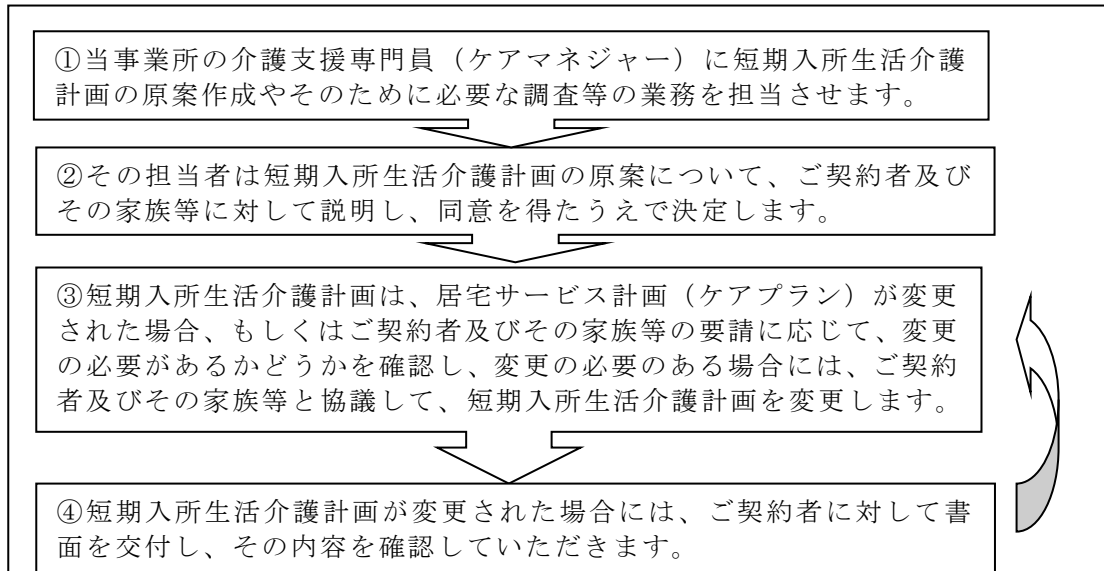 ①当事業所の介護支援専門員（ケアマネジャー）に短期入所生活介護
計画の原案作成やそのために必要な調査等の業務を担当させます。
②その担当者は短期入所生活介護計画の原案について、ご契約者及び
その家族等に対して説明し、同意を得たうえで決定します。
③短期入所生活介護計画は、居宅サービス計画（ケアプラン）が変更
された場合、もしくはご契約者及びその家族等の要請に応じて、変更
の必要があるかどうかを確認し、変更の必要のある場合には、ご契約
者及びその家族等と協議して、短期入所生活介護計画を変更します。
④短期入所生活介護計画が変更された場合には、ご契約者に対して書
面を交付し、その内容を確認していただきます。